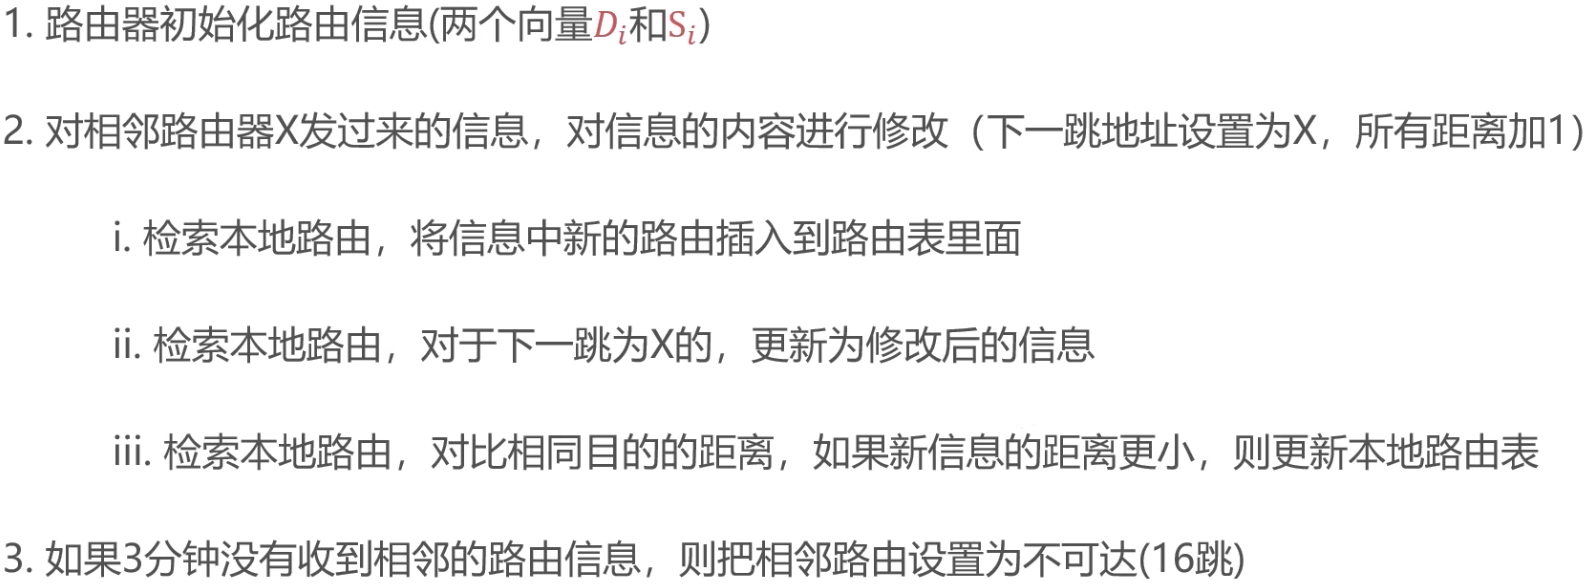 1. 路由器初始化路由信息(两个向量Dᵢ和Sᵢ)
2. 对相邻路由器X发过来的信息，对信息的内容进行修改（下一跳地址设置为X，所有距离加1）
i. 检索本地路由，将信息中新的路由插入到路由表里面
ii. 检索本地路由，对于下一跳为X的，更新为修改后的信息
iii. 检索本地路由，对比相同目的的距离，如果新信息的距离更小，则更新本地路由表
3. 如果3分钟没有收到相邻的路由信息，则把相邻路由设置为不可达(16跳)